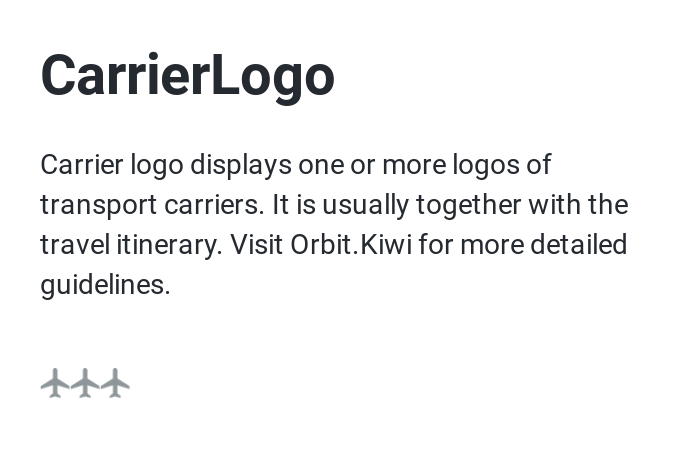 CarrierLogo
Carrier logo displays one or more logos of
transport carriers. It is usually together with the
travel itinerary. Visit Orbit.Kiwi for more detailed
guidelines.